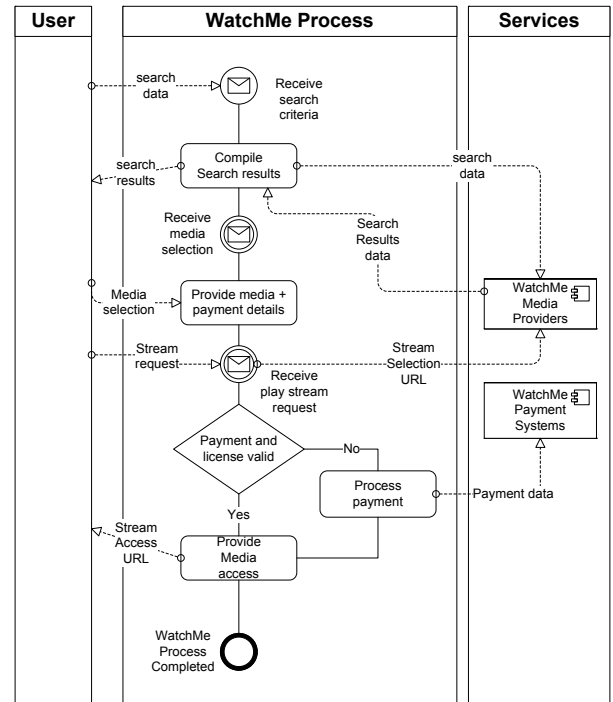 User
WatchMe Process
Services
search
data
Receive
search
criteria
Compile
Search results
search
results
search
data
Receive
media
selection
Search
Results
data
WatchMe
Media
Providers
Media
selection
Provide media +
payment details
Stream
request
Receive
play stream
request
Stream
Selection
URL
WatchMe
Payment
Systems
Payment and
license valid
No
Process
payment
Payment data
Yes
Stream
Access
URL
Provide
Media
access
WatchMe
Process
Completed